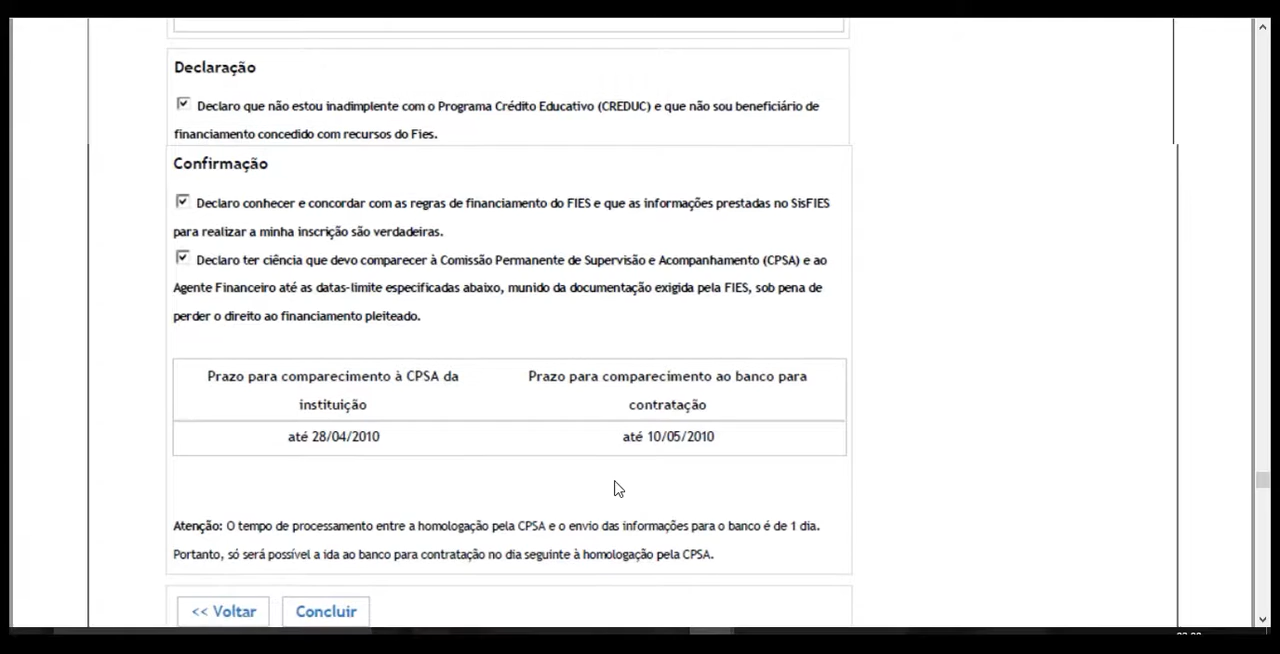 Declaração
Declaro que não estou inadimplente com o Programa Crédito Educativo (CREDUC) e que não sou beneficiário de
financiamento concedido com recursos do Fies.
Confirmação
Declaro conhecer e concordar com as regras de financiamento do FIES e que as informações prestadas no SisFIES
para realizar a minha inscrição são verdadeiras.
Declaro ter ciência que devo comparecer à Comissão Permanente de Supervisão e Acompanhamento (CPSA) e ao
Agente Financeiro até as datas-limite especificadas abaixo, munido da documentação exigida pela FIES, sob pena de
perder o direito ao financiamento pleiteado.
Prazo para comparecimento à CPSA da
instituição
Prazo para comparecimento ao banco para
contratação
até 28/04/2010
até 10/05/2010
Atenção: O tempo de processamento entre a homologação pela CPSA e o envio das informações para o banco é de 1 dia.
Portanto, só será possível a ida ao banco para contratação no dia seguinte à homologação pela CPSA.
<< Voltar
Concluir